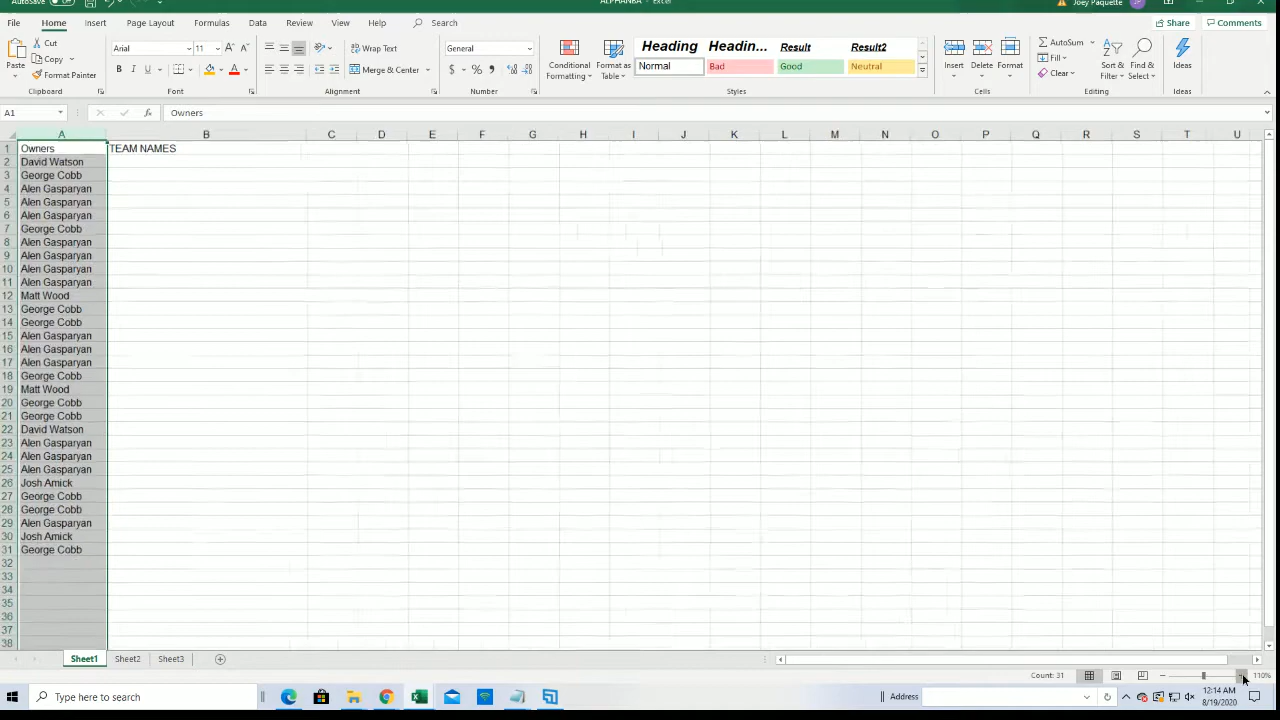 AutoSave Off ALPHANBA - Excel Joey Paquette JP
File Home Insert Page Layout Formulas Data Review View Help Search Share Comments
Paste Cut Copy Format Painter Clipboard
Arial 11 A A B I U A Font
Wrap Text Merge & Center Alignment
General $ % , Number
Conditional Formatting Format as Table
Heading Headin... Result Result2
Normal Bad Good Neutral
Styles
Insert Delete Format Cells
AutoSum Fill Clear Sort & Filter Find & Select Editing
Ideas Ideas
A1 fx Owners
A B C D E F G H I J K L M N O P Q R S T U
1 Owners TEAM NAMES
2 David Watson
3 George Cobb
4 Alen Gasparyan
5 Alen Gasparyan
6 Alen Gasparyan
7 George Cobb
8 Alen Gasparyan
9 Alen Gasparyan
10 Alen Gasparyan
11 Alen Gasparyan
12 Matt Wood
13 George Cobb
14 George Cobb
15 Alen Gasparyan
16 Alen Gasparyan
17 Alen Gasparyan
18 George Cobb
19 Matt Wood
20 George Cobb
21 George Cobb
22 David Watson
23 Alen Gasparyan
24 Alen Gasparyan
25 Alen Gasparyan
26 Josh Amick
27 George Cobb
28 George Cobb
29 Alen Gasparyan
30 Josh Amick
31 George Cobb
32
33
34
35
36
37
38
Sheet1 Sheet2 Sheet3
Count: 31 110%
Type here to search Address 12:14 AM
8/19/2020